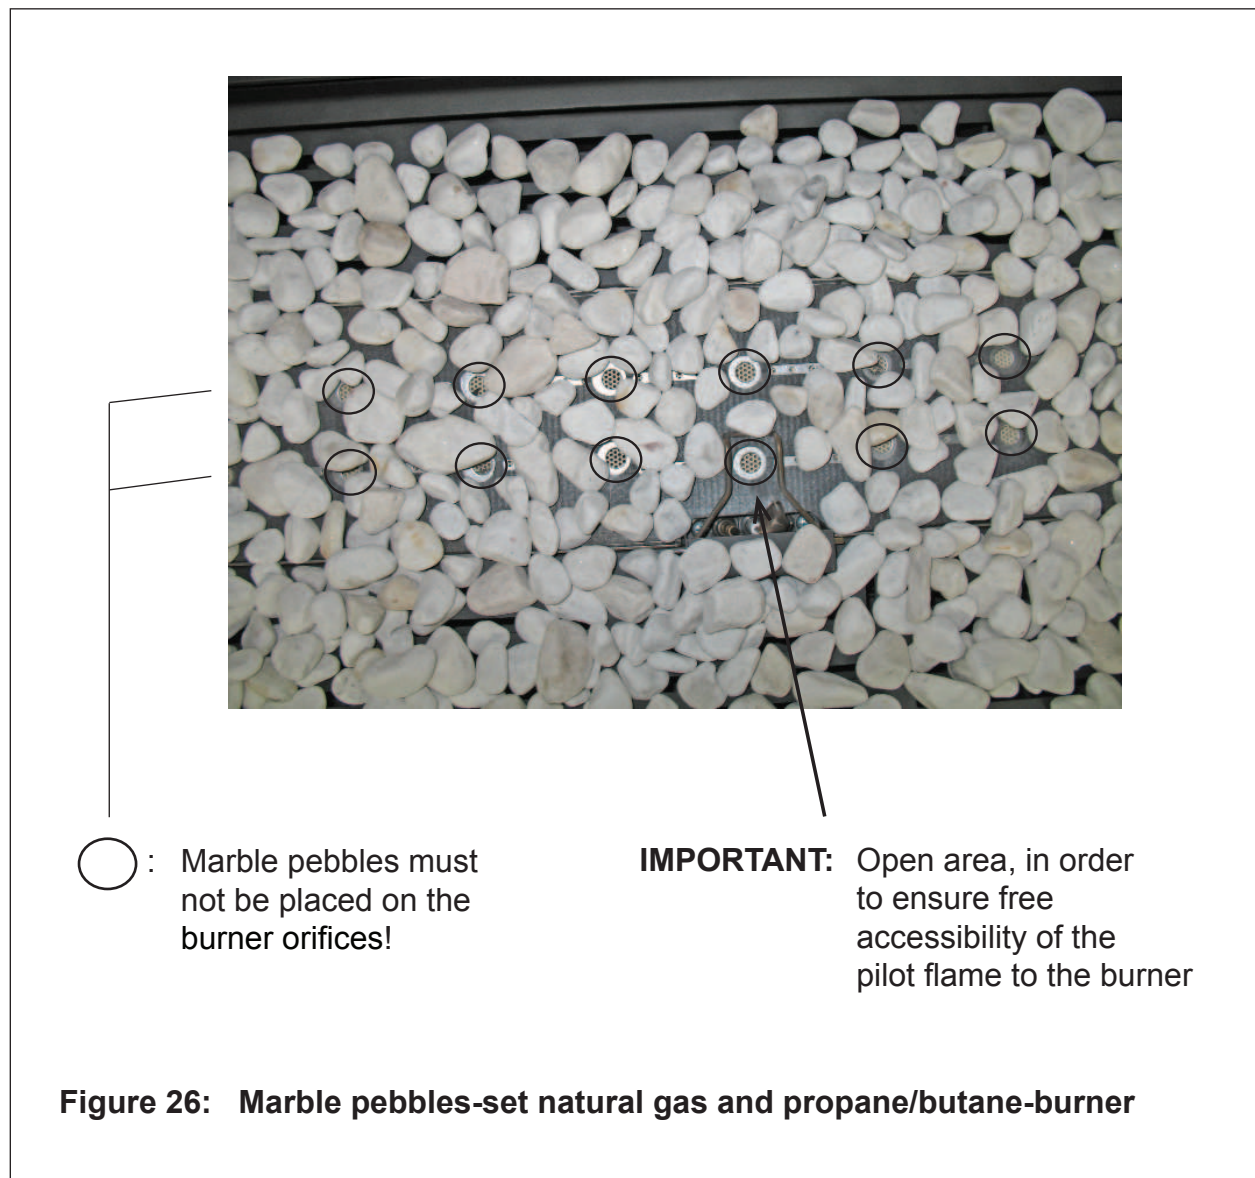 : Marble pebbles must
not be placed on the
burner orifices!
IMPORTANT: Open area, in order
to ensure free
accessibility of the
pilot flame to the burner
Figure 26: Marble pebbles-set natural gas and propane/butane-burner